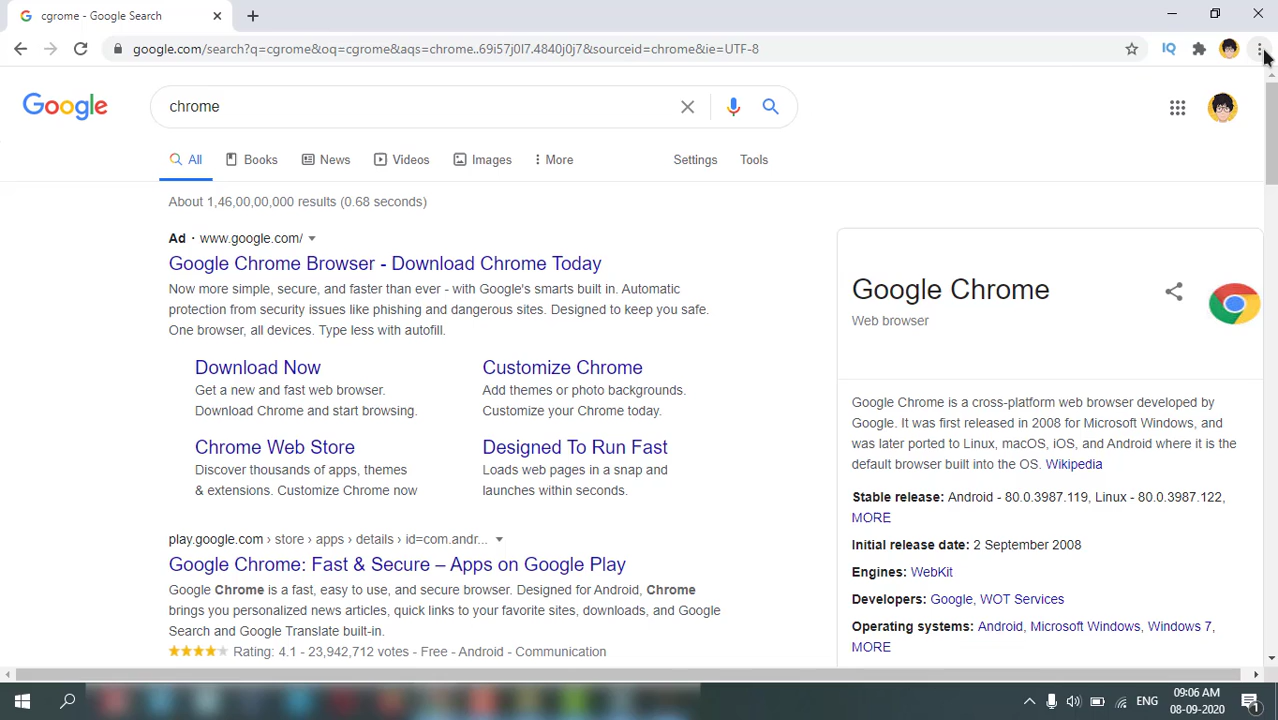 cgrome - Google Search
google.com/search?q=cgrome&oq=cgrome&aqs=chrome..69i57j0l7.4840j0j7&sourceid=chrome&ie=UTF-8
IQ
Google
chrome
All
Books
News
Videos
Images
More
Settings
Tools
About 1,46,00,00,000 results (0.68 seconds)
Ad · www.google.com/
Google Chrome Browser - Download Chrome Today
Now more simple, secure, and faster than ever - with Google's smarts built in. Automatic
protection from security issues like phishing and dangerous sites. Designed to keep you safe.
One browser, all devices. Type less with autofill.
Download Now
Get a new and fast web browser.
Download Chrome and start browsing.
Customize Chrome
Add themes or photo backgrounds.
Customize your Chrome today.
Chrome Web Store
Discover thousands of apps, themes
& extensions. Customize Chrome now
Designed To Run Fast
Loads web pages in a snap and
launches within seconds.
play.google.com › store › apps › details › id=com.andr...
Google Chrome: Fast & Secure – Apps on Google Play
Google Chrome is a fast, easy to use, and secure browser. Designed for Android, Chrome
brings you personalized news articles, quick links to your favorite sites, downloads, and Google
Search and Google Translate built-in.
Rating: 4.1 - 23,942,712 votes - Free - Android - Communication
Google Chrome
Web browser
Google Chrome is a cross-platform web browser developed by
Google. It was first released in 2008 for Microsoft Windows, and
was later ported to Linux, macOS, iOS, and Android where it is the
default browser built into the OS. Wikipedia
Stable release: Android - 80.0.3987.119, Linux - 80.0.3987.122,
MORE
Initial release date: 2 September 2008
Engines: WebKit
Developers: Google, WOT Services
Operating systems: Android, Microsoft Windows, Windows 7,
MORE
ENG
09:06 AM
08-09-2020
1